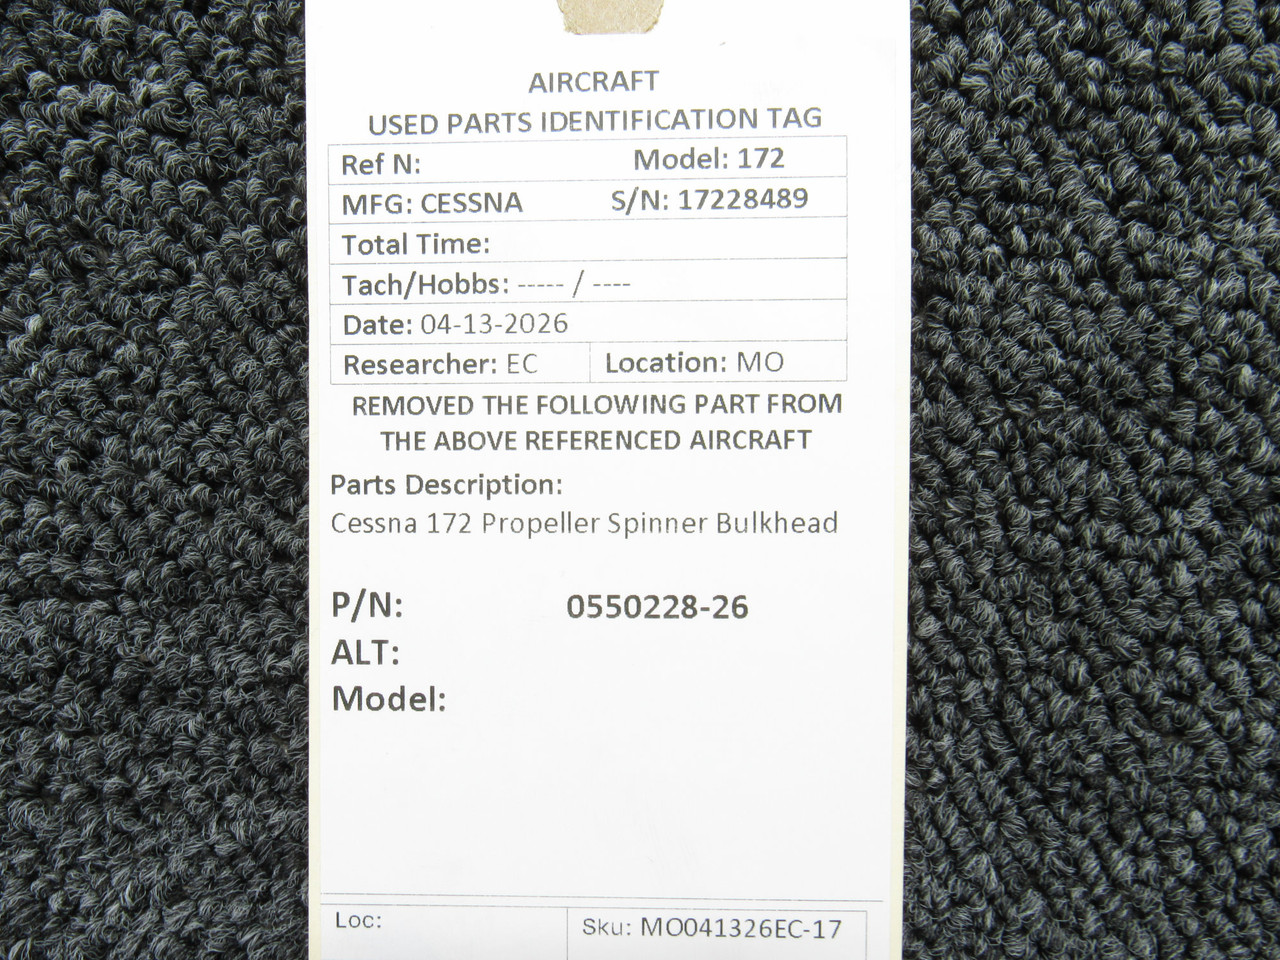 AIRCRAFT
USED PARTS IDENTIFICATION TAG
Ref N: Model: 172
MFG: CESSNA S/N: 17228489
Total Time:
Tach/Hobbs: ----- / ----
Date: 04-13-2026
Researcher: EC Location: MO
REMOVED THE FOLLOWING PART FROM
THE ABOVE REFERENCED AIRCRAFT
Parts Description:
Cessna 172 Propeller Spinner Bulkhead
P/N: 0550228-26
ALT:
Model:
Loc: Sku: MO041326EC-17